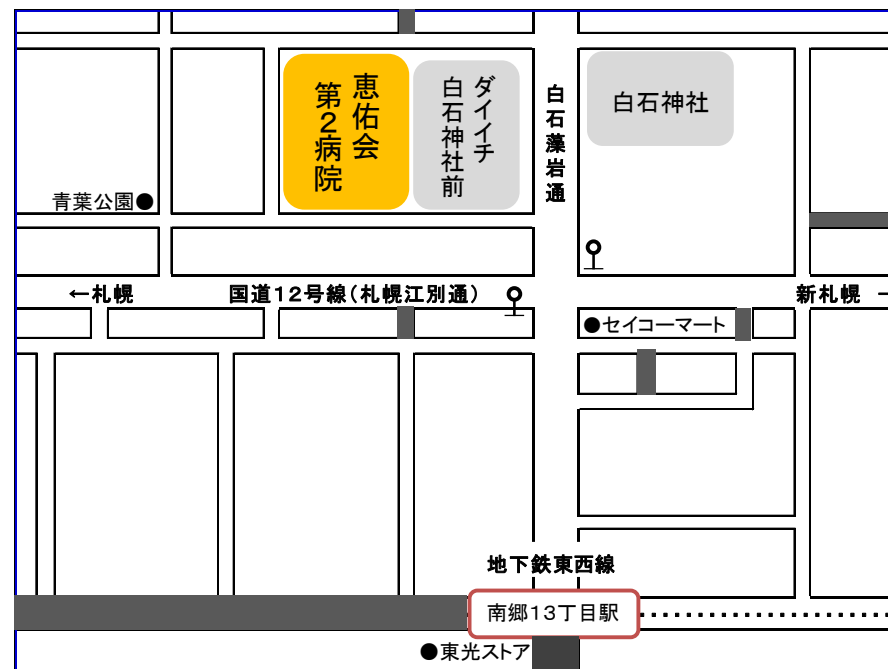 恵佑会
第2病院
ダイイチ
白石神社前
白石藻岩通
白石神社
青葉公園●
←札幌
国道12号線(札幌江別通)
新札幌 −
●セイコーマート
地下鉄東西線
南郷13丁目駅
●東光ストア